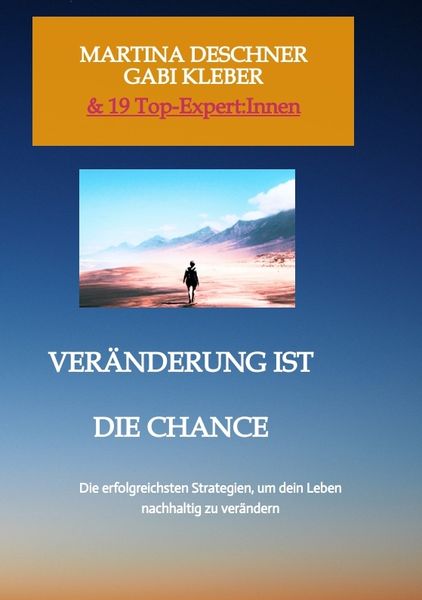 MARTINA DESCHNER
GABI KLEBER
& 19 Top-Expert:Innen
VERÄNDERUNG IST
DIE CHANCE
Die erfolgreichsten Strategien, um dein Leben
nachhaltig zu verändern